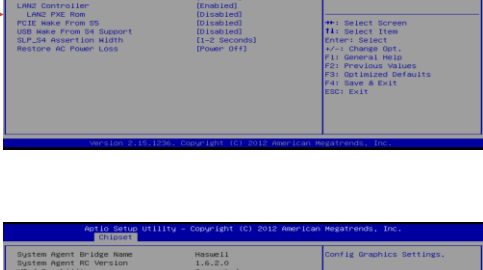 LAN2 Controller [Enabled]
LAN2 PXE Rom [Disabled]
PCIE Wake From S5 [Disabled]
USB Wake From S4 Support [Disabled]
SLP_S4 Assertion Width [1-2 Seconds]
Restore AC Power Loss [Power Off]
→←: Select Screen
↑↓: Select Item
Enter: Select
+/-: Change Opt.
F1: General Help
F2: Previous Values
F3: Optimized Defaults
F4: Save & Exit
ESC: Exit
Version 2.15.1236. Copyright (C) 2012 American Megatrends, Inc.
Aptio Setup Utility - Copyright (C) 2012 American Megatrends, Inc.
Chipset
System Agent Bridge Name Haswell
System Agent RC Version 1.6.2.0
Config Graphics Settings.